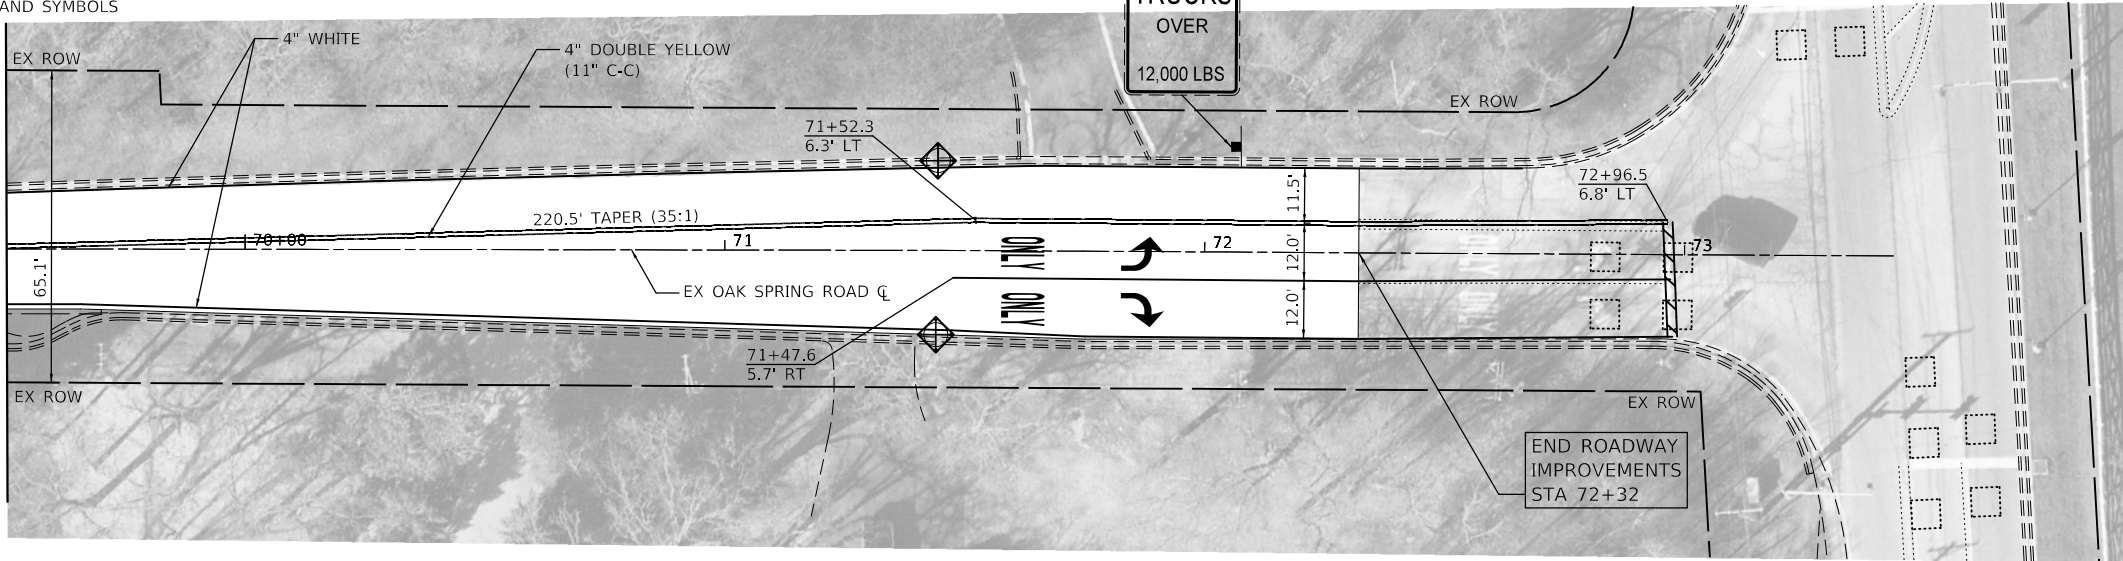 AND SYMBOLS
TRUCKS
OVER
12,000 LBS
4" WHITE
4" DOUBLE YELLOW
(11" C-C)
EX ROW
EX ROW
71+52.3
6.3' LT
72+96.5
6.8' LT
11.5'
220.5' TAPER (35:1)
70+00
71
72
73
ONLY
12.0'
65.1'
EX OAK SPRING ROAD ℄
ONLY
12.0'
71+47.6
5.7' RT
EX ROW
EX ROW
END ROADWAY
IMPROVEMENTS
STA 72+32